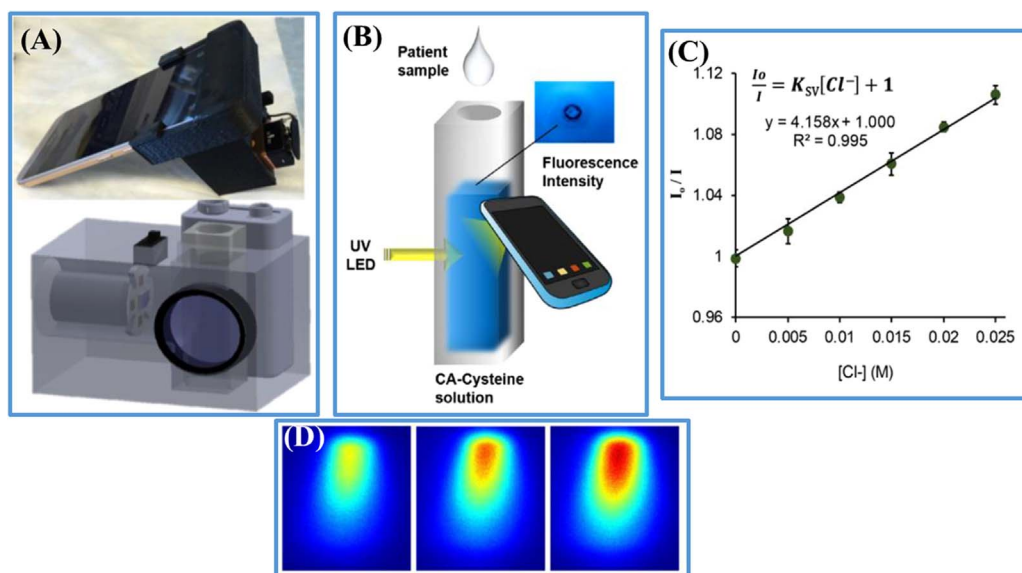 (A)
(B)
Patient
sample
Fluorescence
Intensity
UV
LED
CA-Cysteine
solution
(C)
Io/I = K_SV[Cl⁻] + 1
y = 4.158x + 1.000
R² = 0.995
1.12
1.08
1.04
1
0.96
I₀ / I
0 0.005 0.01 0.015 0.02 0.025
[Cl-] (M)
(D)